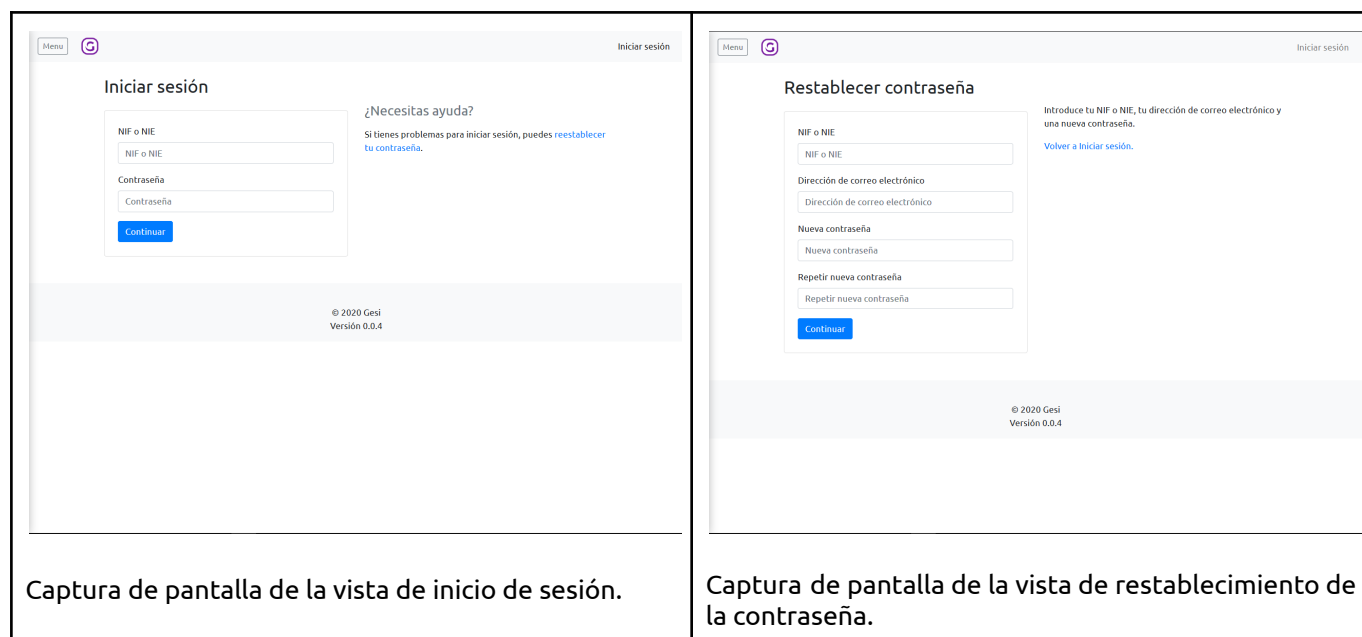 Menu
Iniciar sesión
Iniciar sesión
NIF o NIE
NIF o NIE
Contraseña
Contraseña
Continuar
¿Necesitas ayuda?
Si tienes problemas para iniciar sesión, puedes reestablecer
tu contraseña.
© 2020 Gesi
Versión 0.0.4
Captura de pantalla de la vista de inicio de sesión.
Menu
Iniciar sesión
Restablecer contraseña
NIF o NIE
NIF o NIE
Dirección de correo electrónico
Dirección de correo electrónico
Nueva contraseña
Nueva contraseña
Repetir nueva contraseña
Repetir nueva contraseña
Continuar
Introduce tu NIF o NIE, tu dirección de correo electrónico y
una nueva contraseña.
Volver a Iniciar sesión.
© 2020 Gesi
Versión 0.0.4
Captura de pantalla de la vista de restablecimiento de
la contraseña.